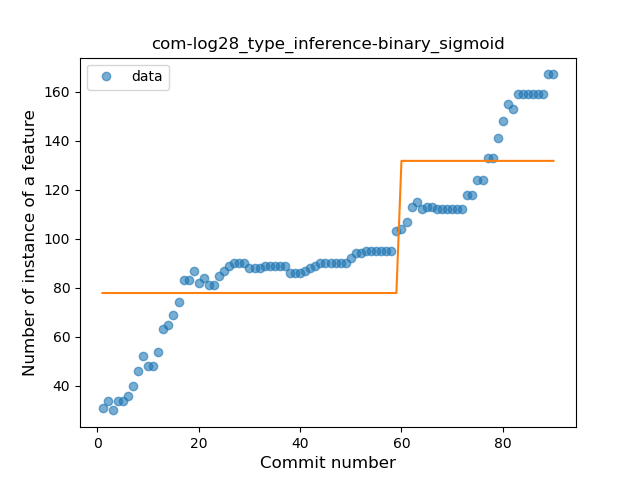 com-log28_type_inference-binary_sigmoid
data
Number of instance of a feature
160
140
120
100
80
60
40
0 20 40 60 80
Commit number